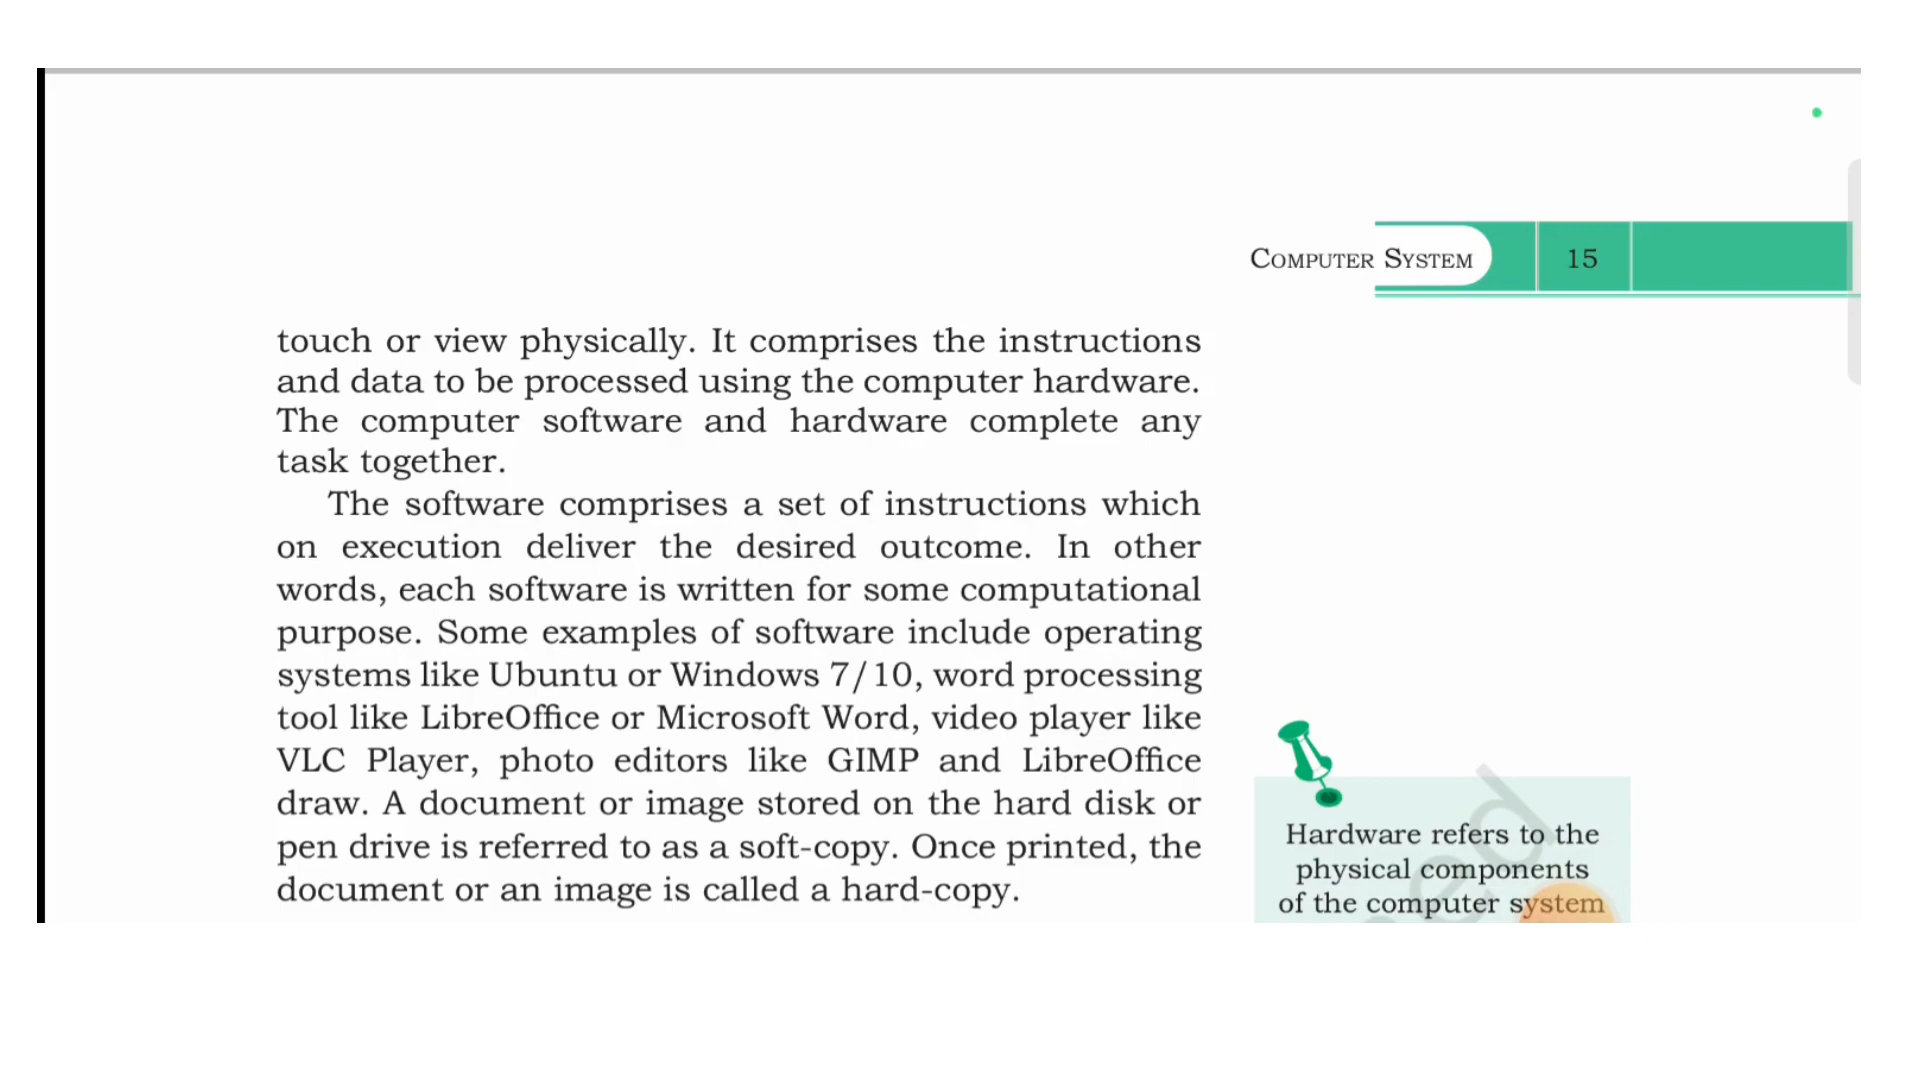 COMPUTER SYSTEM 15
touch or view physically. It comprises the instructions
and data to be processed using the computer hardware.
The computer software and hardware complete any
task together.
The software comprises a set of instructions which
on execution deliver the desired outcome. In other
words, each software is written for some computational
purpose. Some examples of software include operating
systems like Ubuntu or Windows 7/10, word processing
tool like LibreOffice or Microsoft Word, video player like
VLC Player, photo editors like GIMP and LibreOffice
draw. A document or image stored on the hard disk or
pen drive is referred to as a soft-copy. Once printed, the
document or an image is called a hard-copy.
Hardware refers to the
physical components
of the computer system